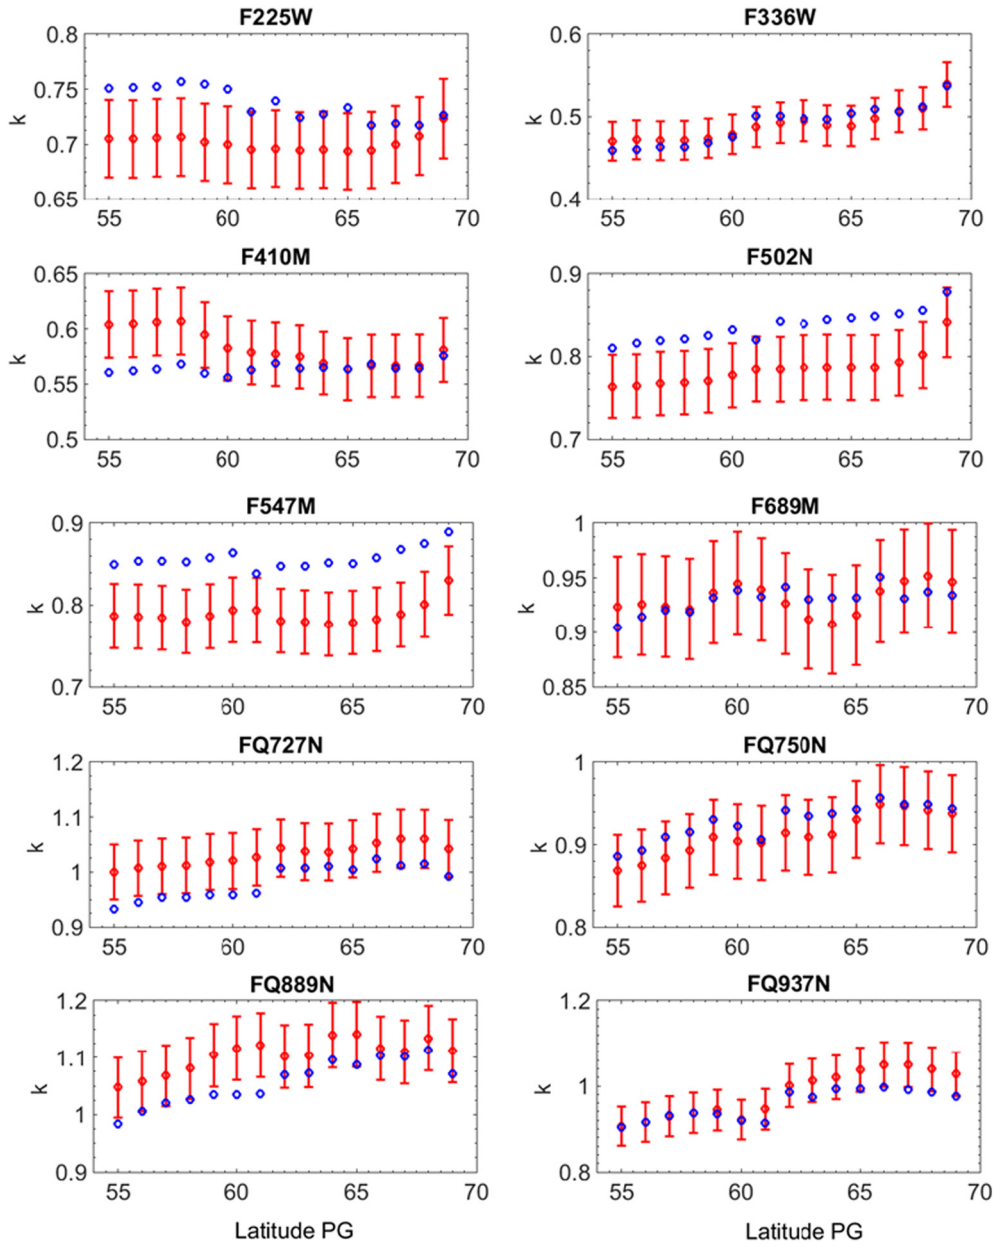 F225W
k
0.8
0.75
0.7
0.65
55 60 65 70
F336W
k
0.6
0.5
0.4
55 60 65 70
F410M
k
0.65
0.6
0.55
0.5
55 60 65 70
F502N
k
0.9
0.8
0.7
55 60 65 70
F547M
k
0.9
0.8
0.7
55 60 65 70
F689M
k
1
0.95
0.9
0.85
55 60 65 70
FQ727N
k
1.2
1.1
1
0.9
55 60 65 70
FQ750N
k
1
0.9
0.8
55 60 65 70
FQ889N
k
1.2
1.1
1
0.9
55 60 65 70
Latitude PG
FQ937N
k
1.2
1
0.8
55 60 65 70
Latitude PG